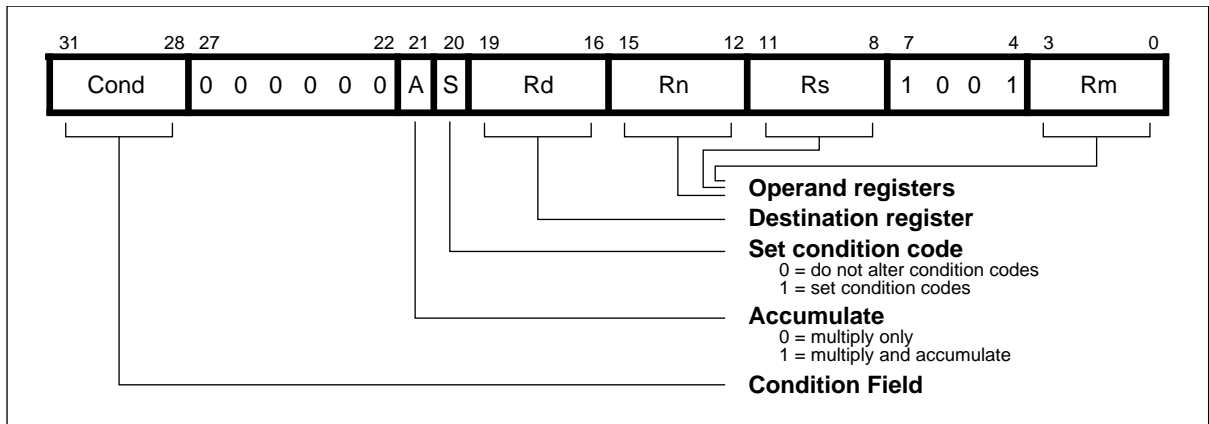 31 28 27 22 21 20 19 16 15 12 11 8 7 4 3 0
Cond 0 0 0 0 0 0 A S Rd Rn Rs 1 0 0 1 Rm
Operand registers
Destination register
Set condition code
0 = do not alter condition codes
1 = set condition codes
Accumulate
0 = multiply only
1 = multiply and accumulate
Condition Field